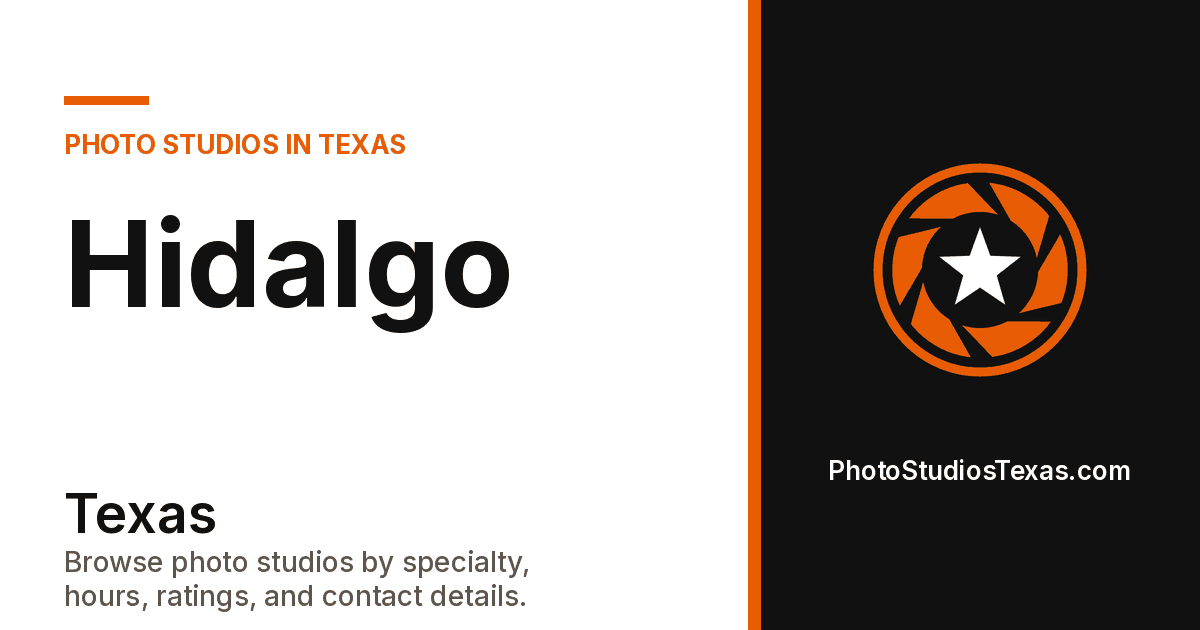 PHOTO STUDIOS IN TEXAS
Hidalgo
Texas
Browse photo studios by specialty,
hours, ratings, and contact details.
PhotoStudiosTexas.com